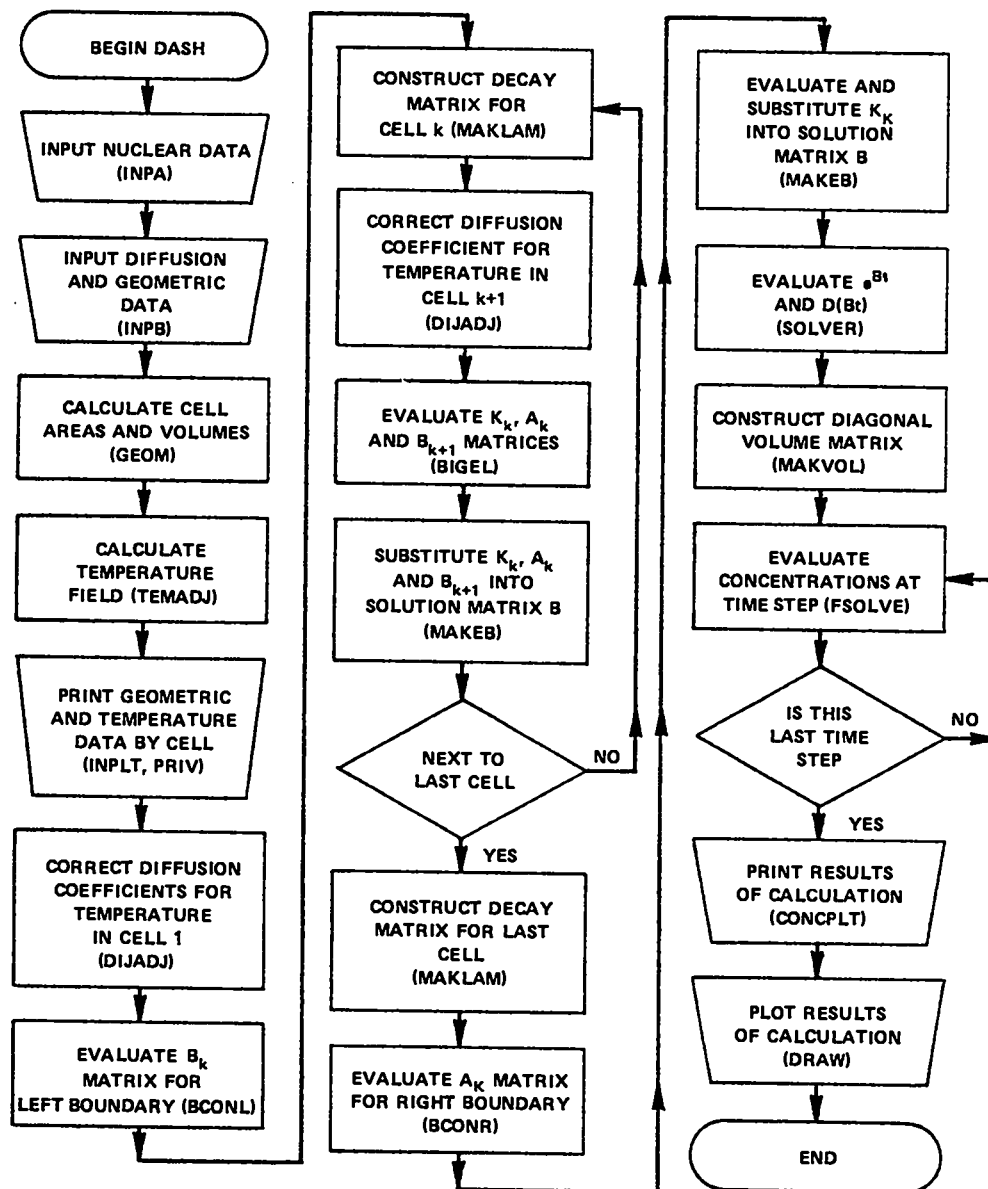 BEGIN DASH
INPUT NUCLEAR DATA
(INPA)
INPUT DIFFUSION
AND GEOMETRIC
DATA
(INPB)
CALCULATE CELL
AREAS AND VOLUMES
(GEOM)
CALCULATE
TEMPERATURE
FIELD (TEMADJ)
PRINT GEOMETRIC
AND TEMPERATURE
DATA BY CELL
(INPLT, PRIV)
CORRECT DIFFUSION
COEFFICIENTS FOR
TEMPERATURE
IN CELL 1
(DIJADJ)
EVALUATE B_k
MATRIX FOR
LEFT BOUNDARY (BCONL)
CONSTRUCT DECAY
MATRIX FOR
CELL k (MAKLAM)
CORRECT DIFFUSION
COEFFICIENT FOR
TEMPERATURE IN
CELL k+1
(DIJADJ)
EVALUATE K_k, A_k
AND B_{k+1} MATRICES
(BIGEL)
SUBSTITUTE K_k, A_k
AND B_{k+1} INTO
SOLUTION MATRIX B
(MAKEB)
NEXT TO
LAST CELL
NO
YES
CONSTRUCT DECAY
MATRIX FOR LAST
CELL
(MAKLAM)
EVALUATE A_K MATRIX
FOR RIGHT BOUNDARY
(BCONR)
EVALUATE AND
SUBSTITUTE K_K
INTO SOLUTION
MATRIX B
(MAKEB)
EVALUATE e^{Bt}
AND D(Bt)
(SOLVER)
CONSTRUCT DIAGONAL
VOLUME MATRIX
(MAKVOL)
EVALUATE
CONCENTRATIONS AT
TIME STEP (FSOLVE)
IS THIS
LAST TIME
STEP
NO
YES
PRINT RESULTS
OF CALCULATION
(CONCPLT)
PLOT RESULTS
OF CALCULATION
(DRAW)
END